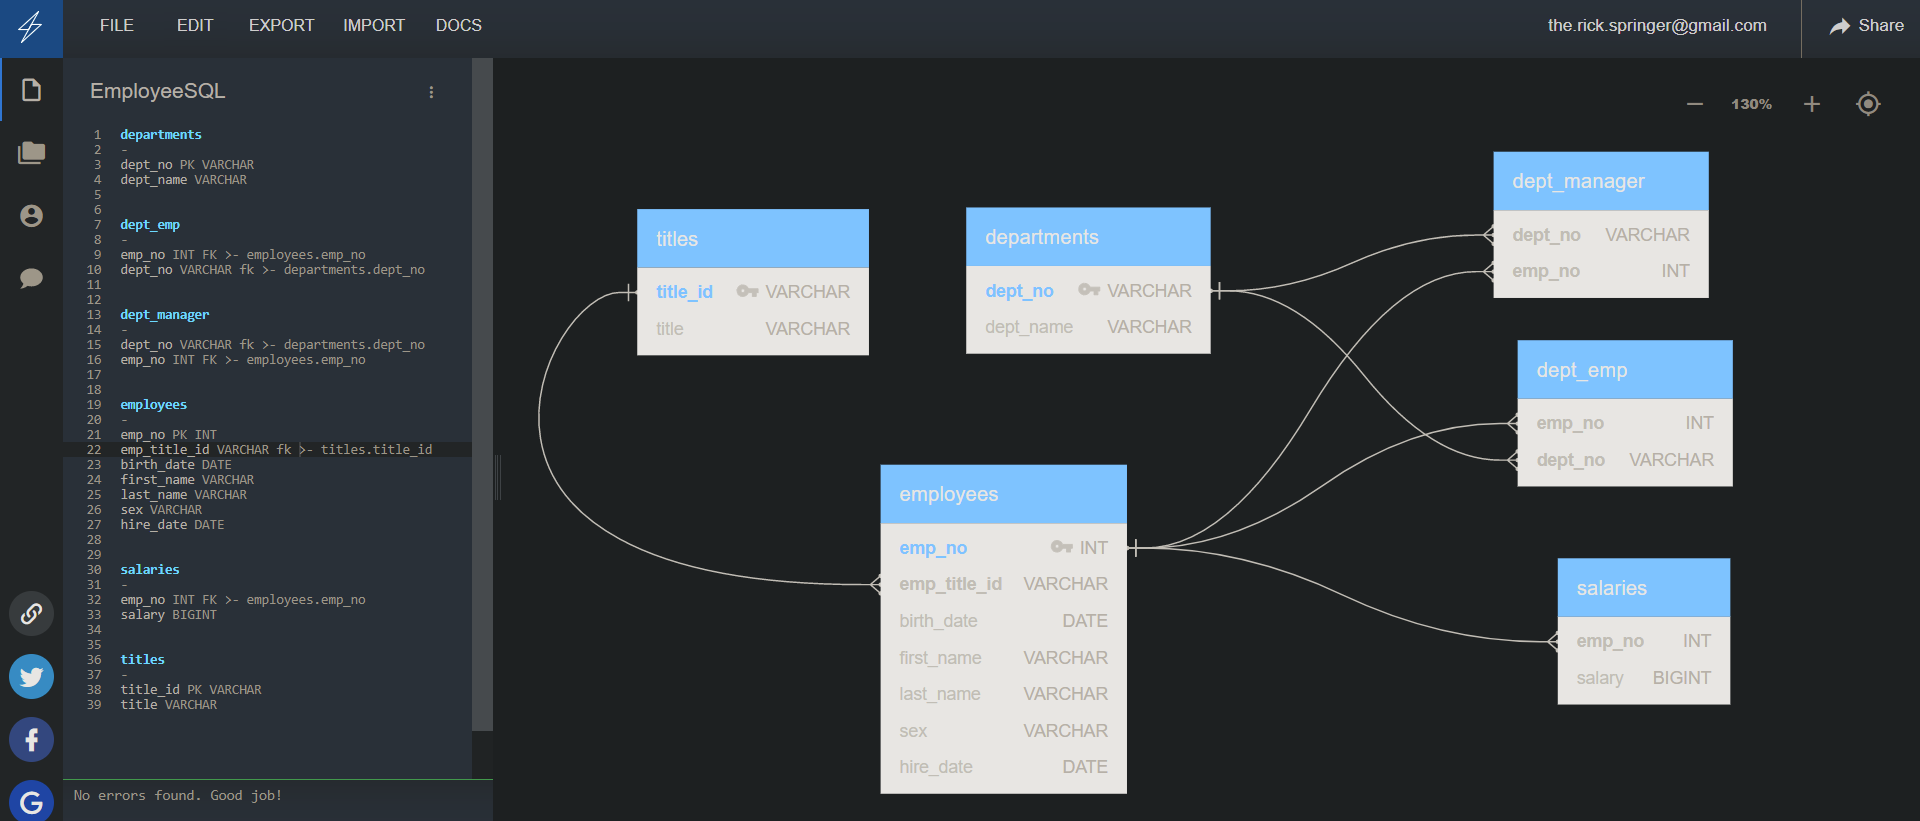 FILE EDIT EXPORT IMPORT DOCS the.rick.springer@gmail.com Share
EmployeeSQL
1 departments
2 -
3 dept_no PK VARCHAR
4 dept_name VARCHAR
5
6
7 dept_emp
8 -
9 emp_no INT FK >- employees.emp_no
10 dept_no VARCHAR fk >- departments.dept_no
11
12
13 dept_manager
14 -
15 dept_no VARCHAR fk >- departments.dept_no
16 emp_no INT FK >- employees.emp_no
17
18
19 employees
20 -
21 emp_no PK INT
22 emp_title_id VARCHAR fk >- titles.title_id
23 birth_date DATE
24 first_name VARCHAR
25 last_name VARCHAR
26 sex VARCHAR
27 hire_date DATE
28
29
30 salaries
31 -
32 emp_no INT FK >- employees.emp_no
33 salary BIGINT
34
35
36 titles
37 -
38 title_id PK VARCHAR
39 title VARCHAR
No errors found. Good job!
130%
titles
title_id VARCHAR
title VARCHAR
departments
dept_no VARCHAR
dept_name VARCHAR
dept_manager
dept_no VARCHAR
emp_no INT
dept_emp
emp_no INT
dept_no VARCHAR
employees
emp_no INT
emp_title_id VARCHAR
birth_date DATE
first_name VARCHAR
last_name VARCHAR
sex VARCHAR
hire_date DATE
salaries
emp_no INT
salary BIGINT